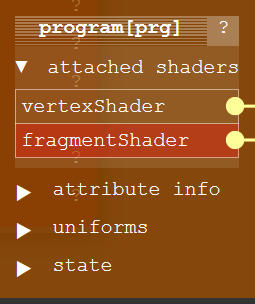 program[prg] ?
attached shaders
vertexShader
fragmentShader
attribute info
uniforms
state